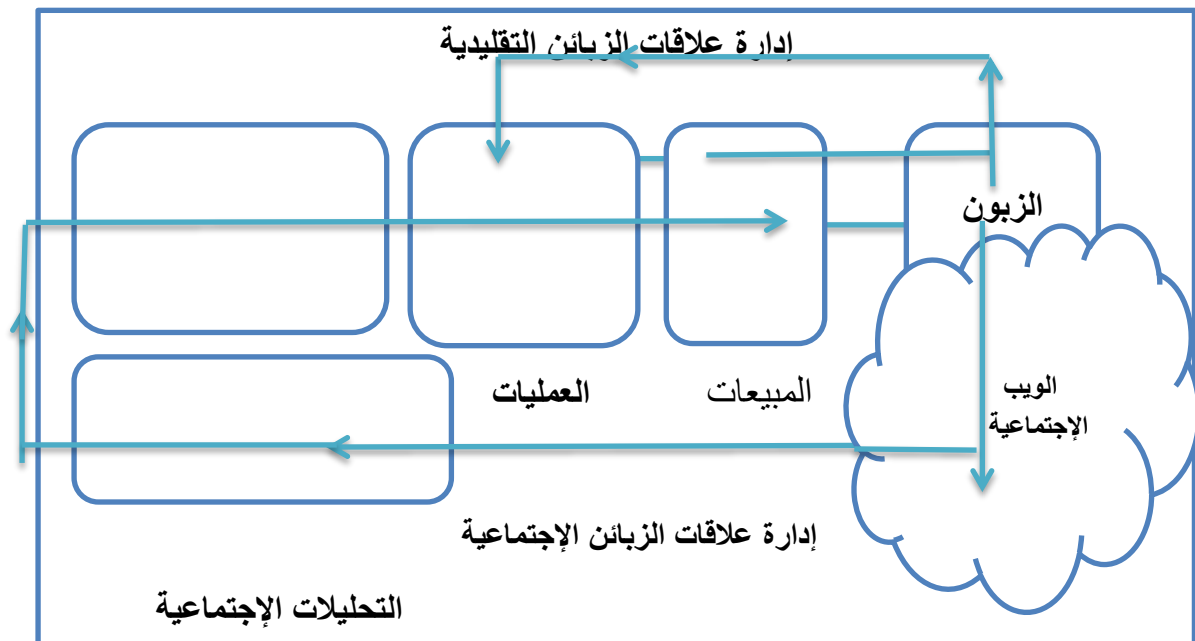 إدارة علاقات الزبائن التقليدية
الزبون
الويب
الإجتماعية
المبيعات
العمليات
إدارة علاقات الزبائن الإجتماعية
التحليلات الإجتماعية